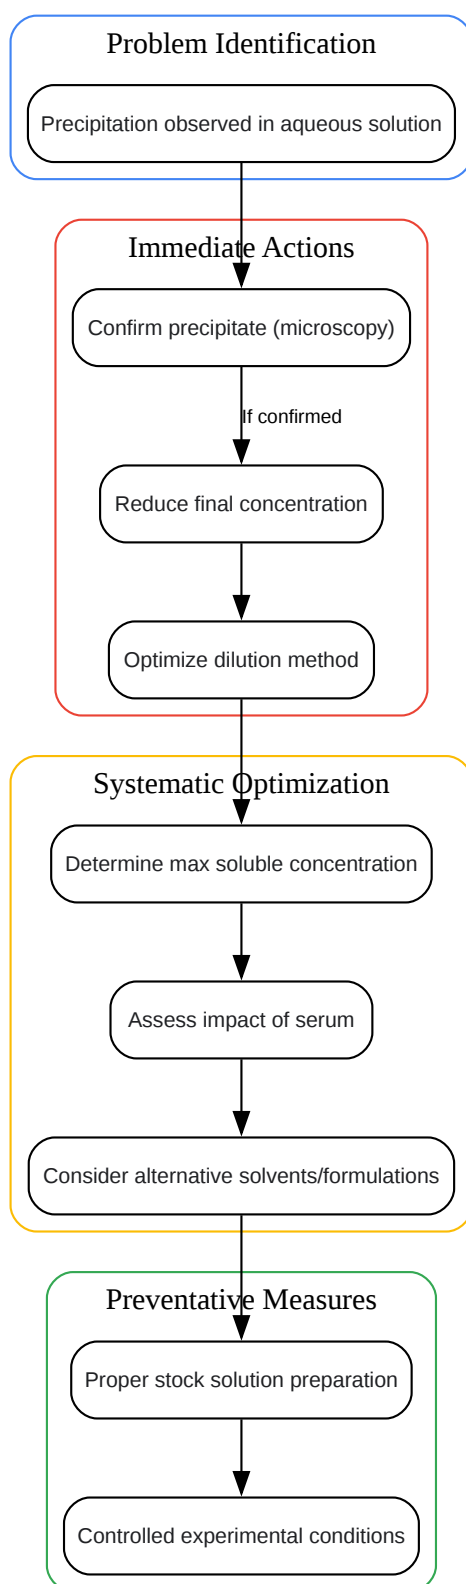 Problem Identification
Precipitation observed in aqueous solution
Immediate Actions
Confirm precipitate (microscopy)
If confirmed
Reduce final concentration
Optimize dilution method
Systematic Optimization
Determine max soluble concentration
Assess impact of serum
Consider alternative solvents/formulations
Preventative Measures
Proper stock solution preparation
Controlled experimental conditions